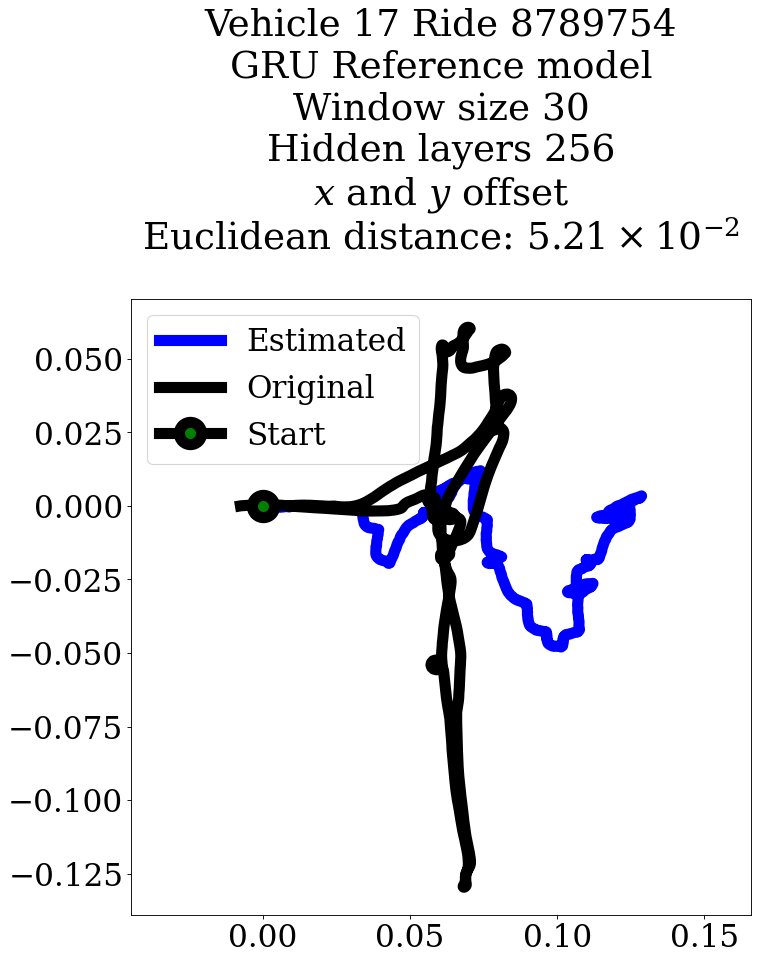 Vehicle 17 Ride 8789754
GRU Reference model
Window size 30
Hidden layers 256
x and y offset
Euclidean distance: 5.21 × 10⁻²
Estimated
Original
Start
0.050
0.025
0.000
−0.025
−0.050
−0.075
−0.100
−0.125
0.00 0.05 0.10 0.15